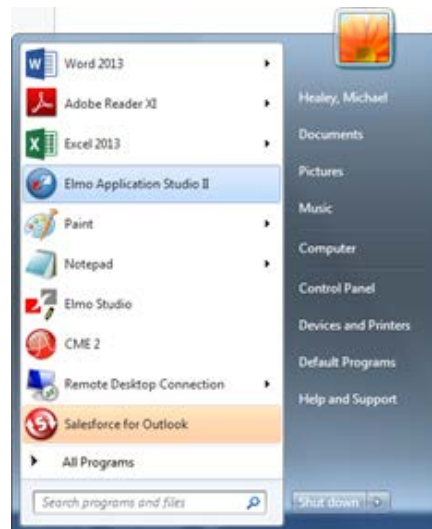 Word 2013
Adobe Reader XI
Excel 2013
Elmo Application Studio II
Paint
Notepad
Elmo Studio
CME 2
Remote Desktop Connection
Salesforce for Outlook
All Programs
Search programs and files
Healey, Michael
Documents
Pictures
Music
Computer
Control Panel
Devices and Printers
Default Programs
Help and Support
Shut down